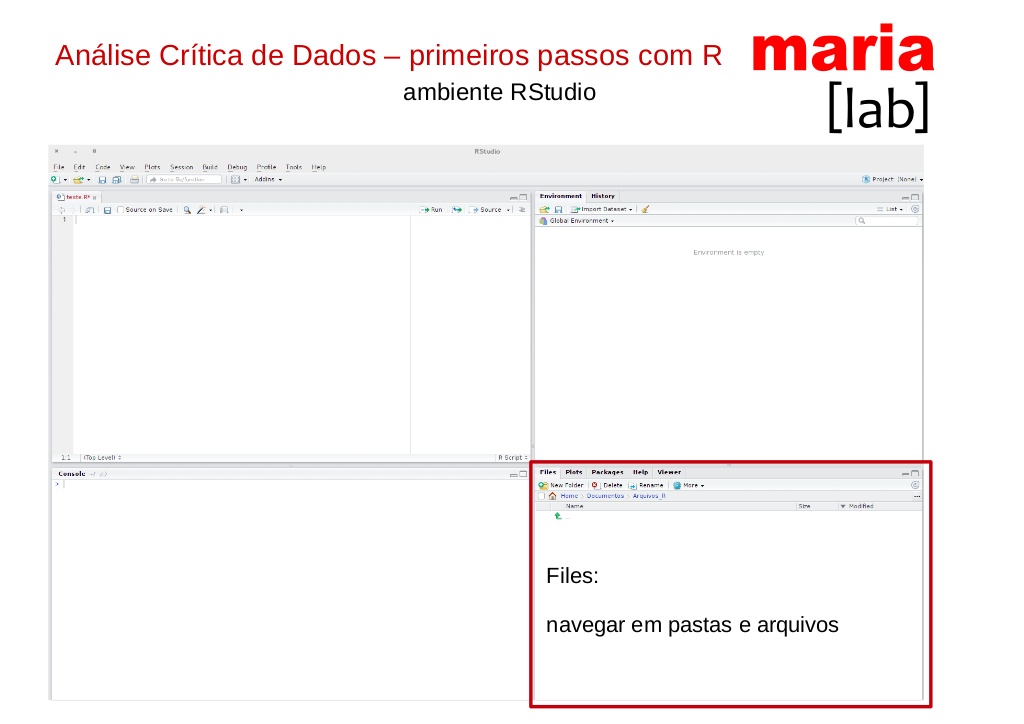 Análise Crítica de Dados – primeiros passos com R
ambiente RStudio
maria
[lab]
RStudio
File Edit Code View Plots Session Build Debug Profile Tools Help
Go to file/function Addins Project: (None)
teste.R*
Source on Save Run Source
1
1:1 (Top Level) R Script
Console ~/
>
Environment History
Import Dataset List
Global Environment
Environment is empty
Files Plots Packages Help Viewer
New Folder Delete Rename More
Home Documentos Arquivos_R ...
Name Size Modified
..
Files:
navegar em pastas e arquivos